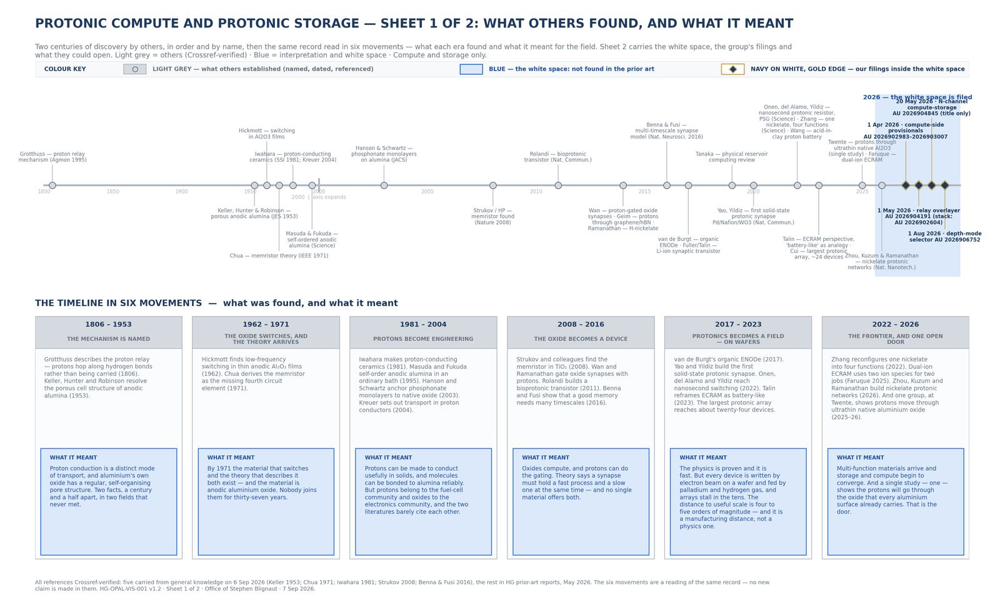 PROTONIC COMPUTE AND PROTONIC STORAGE — SHEET 1 OF 2: WHAT OTHERS FOUND, AND WHAT IT MEANT
Two centuries of discovery by others, in order and by name, then the same record read in six movements — what each era found and what it meant for the field. Sheet 2 carries the white space, the group's filings and
what they could open. Light grey = others (Crossref-verified) · Blue = interpretation and white space · Compute and storage only.
COLOUR KEY
LIGHT GREY — what others established (named, dated, referenced)
BLUE — the white space: not found in the prior art
NAVY ON WHITE, GOLD EDGE — our filings inside the white space
2026 — the white space is filed
Grotthuss — proton relay
mechanism (Agmon 1995)
Hickmott — switching
in Al2O3 films
Iwahara — proton-conducting
ceramics (SSI 1981; Kreuer 2004)
Hanson & Schwartz —
phosphonate monolayers
on alumina (JACS)
Rolandi — bioprotonic
transistor (Nat. Commun.)
Benna & Fusi —
multi-timescale synapse
model (Nat. Neurosci. 2016)
Tanaka — physical reservoir
computing review
Onen, del Alamo, Yildiz —
nanosecond protonic resistor,
PSG (Science) · Zhang — one
nickelate, four functions
(Science) · Wang — acid-in-
clay proton battery
Twente — protons through
ultrathin native Al2O3
(single study) · Faruque —
dual-ion ECRAM
20 May 2026 · N-channel
compute-storage
AU 2026904845 (title only)
1 Apr 2026 · compute-side
provisionals
AU 2026902983–2026903007
1800
1850
1900
1950
2000
2005
2010
2015
2020
2025
2000 | axis expands
Keller, Hunter & Robinson —
porous anodic alumina (JES 1953)
Masuda & Fukuda —
self-ordered anodic
alumina (Science)
Chua — memristor theory (IEEE 1971)
Strukov / HP —
memristor found
(Nature 2008)
Wan — proton-gated oxide
synapses · Geim — protons
through graphene/hBN ·
Ramanathan — H-nickelate
van de Burgt — organic
ENODe · Fuller/Talin —
Li-ion synaptic transistor
Yao, Yildiz — first solid-state
protonic synapse
Pd/Nafion/WO3 (Nat. Commun.)
Talin — ECRAM perspective,
'battery-like' as analogy ·
Cui — largest protonic
array, ~24 devices
Zhou, Kuzum & Ramanathan
— nickelate protonic
networks (Nat. Nanotech.)
1 May 2026 · relay overlayer
AU 2026904191 (stack:
AU 2026902604)
1 Aug 2026 · depth-mode
selector AU 2026906752
THE TIMELINE IN SIX MOVEMENTS — what was found, and what it meant
1806 – 1953
THE MECHANISM IS NAMED
Grotthuss describes the proton relay
— protons hop along hydrogen bonds
rather than being carried (1806).
Keller, Hunter and Robinson resolve
the porous cell structure of anodic
alumina (1953).
WHAT IT MEANT
Proton conduction is a distinct mode
of transport, and aluminium's own
oxide has a regular, self-organising
pore structure. Two facts, a century
and a half apart, in two fields that
never met.
1962 – 1971
THE OXIDE SWITCHES, AND
THE THEORY ARRIVES
Hickmott finds low-frequency
switching in thin anodic Al₂O₃ films
(1962). Chua derives the memristor
as the missing fourth circuit
element (1971).
WHAT IT MEANT
By 1971 the material that switches
and the theory that describes it
both exist — and the material is
anodic aluminium oxide. Nobody joins
them for thirty-seven years.
1981 – 2004
PROTONS BECOME ENGINEERING
Iwahara makes proton-conducting
ceramics (1981). Masuda and Fukuda
self-order anodic alumina in an
ordinary bath (1995). Hanson and
Schwartz anchor phosphonate
monolayers to native oxide (2003).
Kreuer sets out transport in proton
conductors (2004).
WHAT IT MEANT
Protons can be made to conduct
usefully in solids, and molecules
can be bonded to alumina reliably.
But protons belong to the fuel-cell
community and oxides to the
electronics community, and the two
literatures barely cite each other.
2008 – 2016
THE OXIDE BECOMES A DEVICE
Strukov and colleagues find the
memristor in TiO₂ (2008). Wan and
Ramanathan gate oxide synapses with
protons. Rolandi builds a
bioprotonic transistor (2011). Benna
and Fusi show that a good memory
needs many timescales (2016).
WHAT IT MEANT
Oxides compute, and protons can do
the gating. Theory says a synapse
must hold a fast process and a slow
one at the same time — and no single
material offers both.
2017 – 2023
PROTONICS BECOMES A FIELD
— ON WAFERS
van de Burgt's organic ENODe (2017).
Yao and Yildiz build the first
solid-state protonic synapse. Onen,
del Alamo and Yildiz reach
nanosecond switching (2022). Talin
reframes ECRAM as battery-like
(2023). The largest protonic array
reaches about twenty-four devices.
WHAT IT MEANT
The physics is proven and it is
fast. But every device is written by
electron beam on a wafer and fed by
palladium and hydrogen gas, and
arrays stall in the tens. The
distance to useful scale is four to
five orders of magnitude — and it is
a manufacturing distance, not a
physics one.
2022 – 2026
THE FRONTIER, AND ONE OPEN
DOOR
Zhang reconfigures one nickelate
into four functions (2022). Dual-ion
ECRAM uses two ion species for two
jobs (Faruque 2025). Zhou, Kuzum and
Ramanathan build nickelate protonic
networks (2026). And one group, at
Twente, shows protons move through
ultrathin native aluminium oxide
(2025–26).
WHAT IT MEANT
Multi-function materials arrive and
storage and compute begin to
converge. And a single study — one —
shows the protons will go through
the oxide that every aluminium
surface already carries. That is the
door.
All references Crossref-verified: five carried from general knowledge on 6 Sep 2026 (Keller 1953; Chua 1971; Iwahara 1981; Strukov 2008; Benna & Fusi 2016), the rest in HG prior-art reports, May 2026. The six movements are a reading of the same record — no new
claim is made in them. HG-OPAL-VIS-001 v1.2 · Sheet 1 of 2 · Office of Stephen Blignaut · 7 Sep 2026.